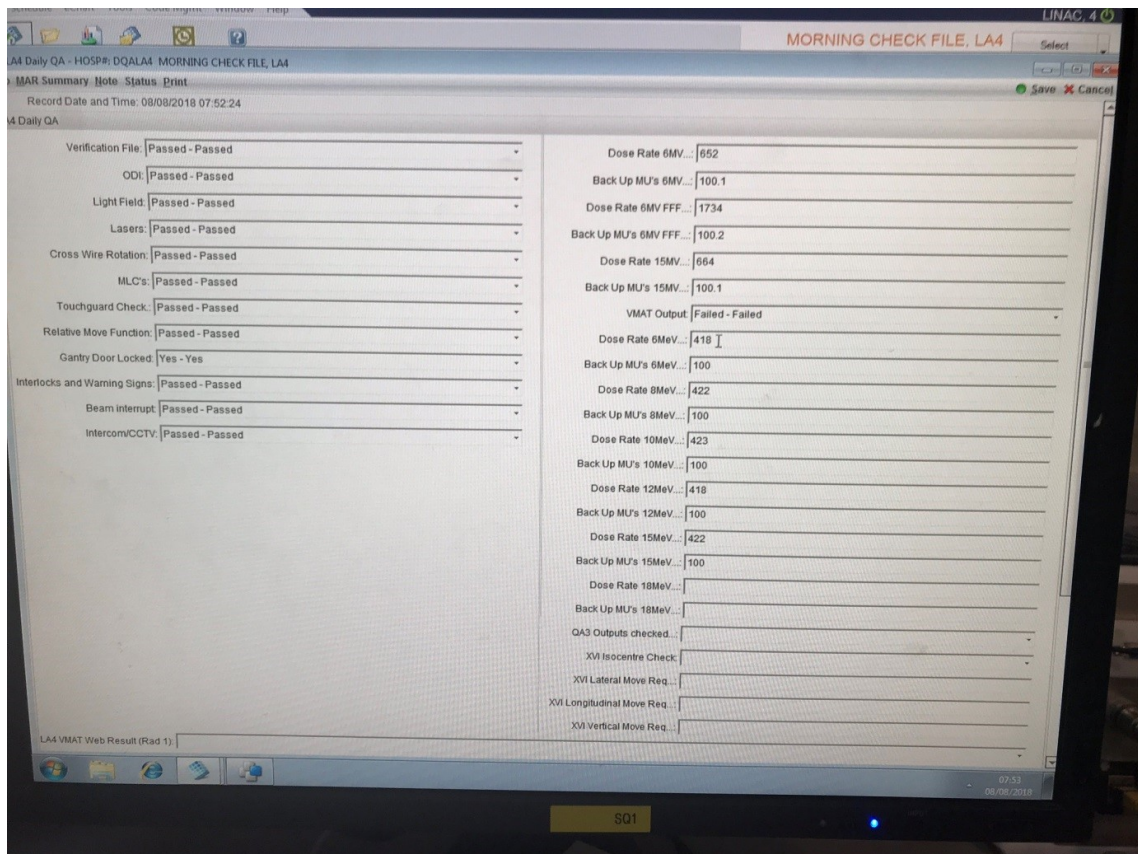 LINAC, 4
MORNING CHECK FILE, LA4
Select
LA4 Daily QA - HOSP#: DQALA4 MORNING CHECK FILE, LA4
MAR Summary Note Status Print
Save Cancel
Record Date and Time: 08/08/2018 07:52:24
Daily QA
Verification File: Passed - Passed
ODI: Passed - Passed
Light Field: Passed - Passed
Lasers: Passed - Passed
Cross Wire Rotation: Passed - Passed
MLC's: Passed - Passed
Touchguard Check.: Passed - Passed
Relative Move Function: Passed - Passed
Gantry Door Locked: Yes - Yes
Interlocks and Warning Signs: Passed - Passed
Beam interrupt: Passed - Passed
Intercom/CCTV: Passed - Passed
Dose Rate 6MV...: 652
Back Up MU's 6MV...: 100.1
Dose Rate 6MV FFF...: 1734
Back Up MU's 6MV FFF...: 100.2
Dose Rate 15MV...: 664
Back Up MU's 15MV...: 100.1
VMAT Output: Failed - Failed
Dose Rate 6MeV...: 418
Back Up MU's 6MeV...: 100
Dose Rate 8MeV...: 422
Back Up MU's 8MeV...: 100
Dose Rate 10MeV...: 423
Back Up MU's 10MeV...: 100
Dose Rate 12MeV...: 418
Back Up MU's 12MeV...: 100
Dose Rate 15MeV...: 422
Back Up MU's 15MeV...: 100
Dose Rate 18MeV...:
Back Up MU's 18MeV...:
QA3 Outputs checked...:
XVI Isocentre Check:
XVI Lateral Move Req...:
XVI Longitudinal Move Req...:
XVI Vertical Move Req...:
LA4 VMAT Web Result (Rad 1):
07:53
08/08/2018
SQ1